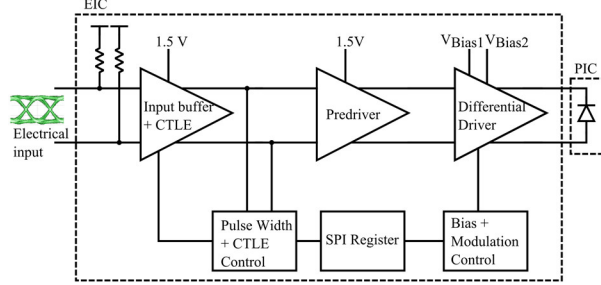 EIC
1.5 V
1.5V
VBias1 VBias2
PIC
Input buffer
+ CTLE
Predriver
Differential
Driver
Electrical
input
Pulse Width
+ CTLE
Control
SPI Register
Bias +
Modulation
Control